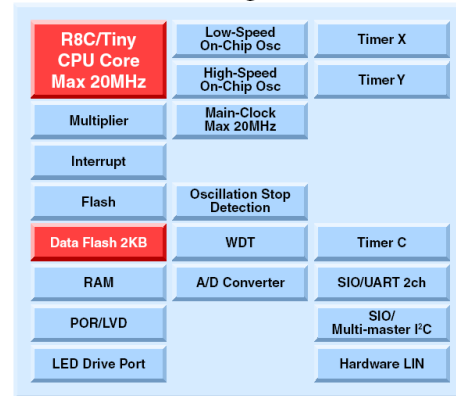 R8C/Tiny
CPU Core
Max 20MHz
Multiplier
Interrupt
Flash
Data Flash 2KB
RAM
POR/LVD
LED Drive Port
Low-Speed
On-Chip Osc
High-Speed
On-Chip Osc
Main-Clock
Max 20MHz
Oscillation Stop
Detection
WDT
A/D Converter
Timer X
Timer Y
Timer C
SIO/UART 2ch
SIO/
Multi-master I²C
Hardware LIN